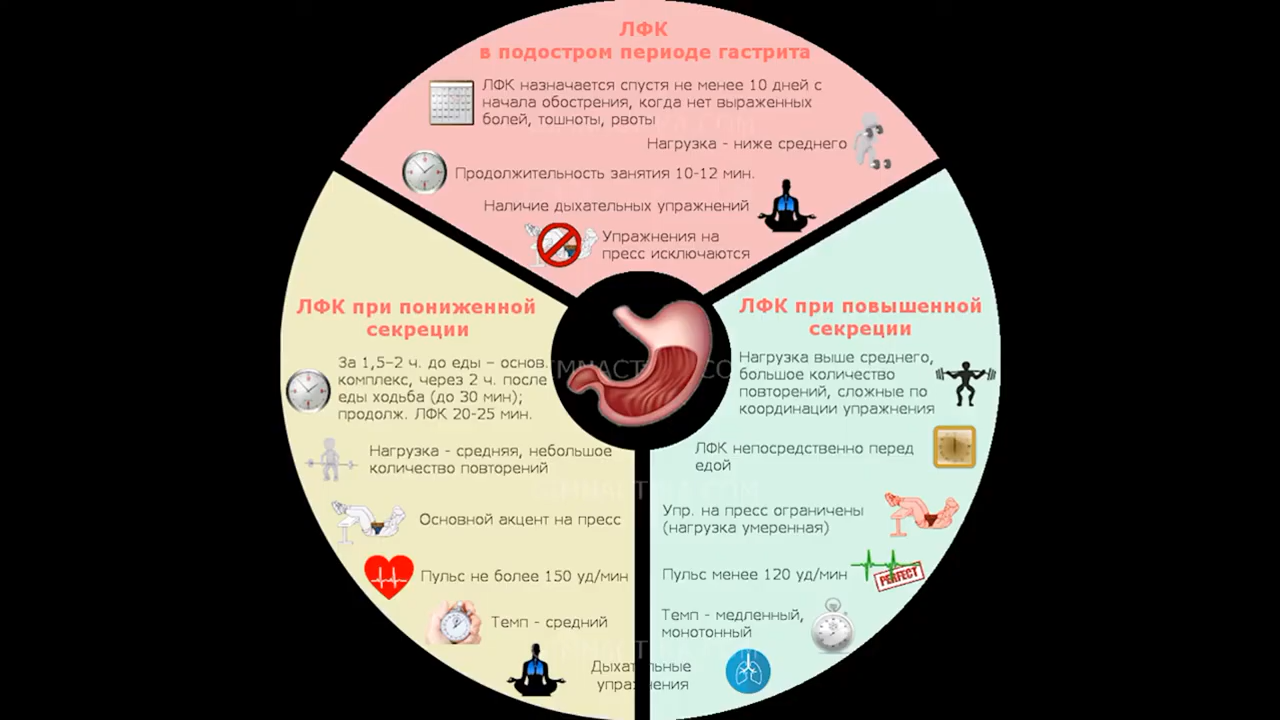 ЛФК
в подостром периоде гастрита
ЛФК назначается спустя не менее 10 дней с
начала обострения, когда нет выраженных
болей, тошноты, рвоты
Нагрузка - ниже среднего
Продолжительность занятия 10-12 мин.
Наличие дыхательных упражнений
Упражнения на
пресс исключаются
ЛФК при пониженной
секреции
За 1,5–2 ч. до еды – основ.
комплекс, через 2 ч. после
еды ходьба (до 30 мин);
продолж. ЛФК 20-25 мин.
Нагрузка - средняя, небольшое
количество повторений
Основной акцент на пресс
Пульс не более 150 уд/мин
Темп - средний
Дыхательные
упражнения
ЛФК при повышенной
секреции
Нагрузка выше среднего,
большое количество
повторений, сложные по
координации упражнения
ЛФК непосредственно перед
едой
Упр. на пресс ограничены
(нагрузка умеренная)
Пульс менее 120 уд/мин
PERFECT
Темп - медленный,
монотонный